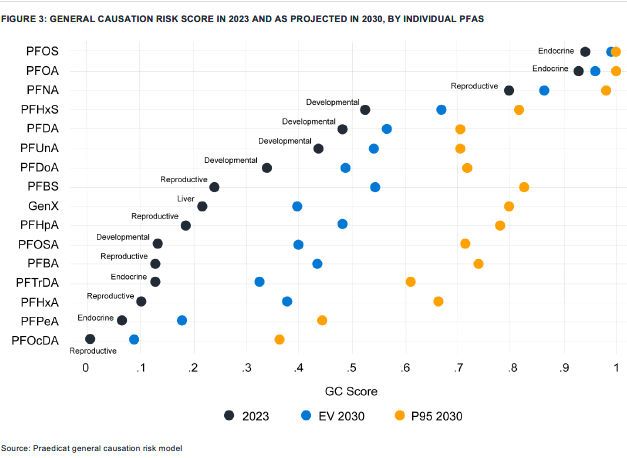 FIGURE 3: GENERAL CAUSATION RISK SCORE IN 2023 AND AS PROJECTED IN 2030, BY INDIVIDUAL PFAS
PFOS Endocrine
PFOA Endocrine
PFNA Reproductive
PFHxS Developmental
PFDA Developmental
PFUnA Developmental
PFDoA Developmental
PFBS Reproductive
GenX Liver
PFHpA Reproductive
PFOSA Developmental
PFBA Reproductive
PFTrDA Endocrine
PFHxA Reproductive
PFPeA Endocrine
PFOcDA
Reproductive
0 .1 .2 .3 .4 .5 .6 .7 .8 .9 1
GC Score
2023 EV 2030 P95 2030
Source: Praedicat general causation risk model